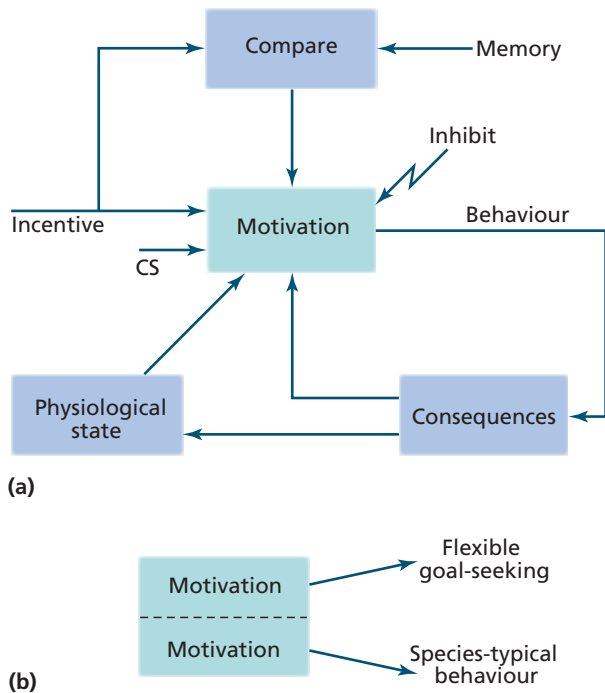 Compare
Memory
Inhibit
Incentive
Motivation
Behaviour
CS
Physiological
state
Consequences
(a)
Motivation
Flexible
goal-seeking
Motivation
Species-typical
behaviour
(b)